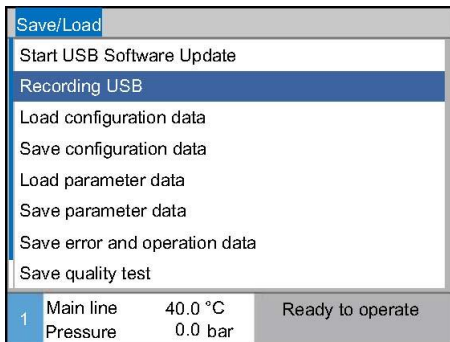 Save/Load
Start USB Software Update
Recording USB
Load configuration data
Save configuration data
Load parameter data
Save parameter data
Save error and operation data
Save quality test
1 Main line 40.0 °C Ready to operate
Pressure 0.0 bar